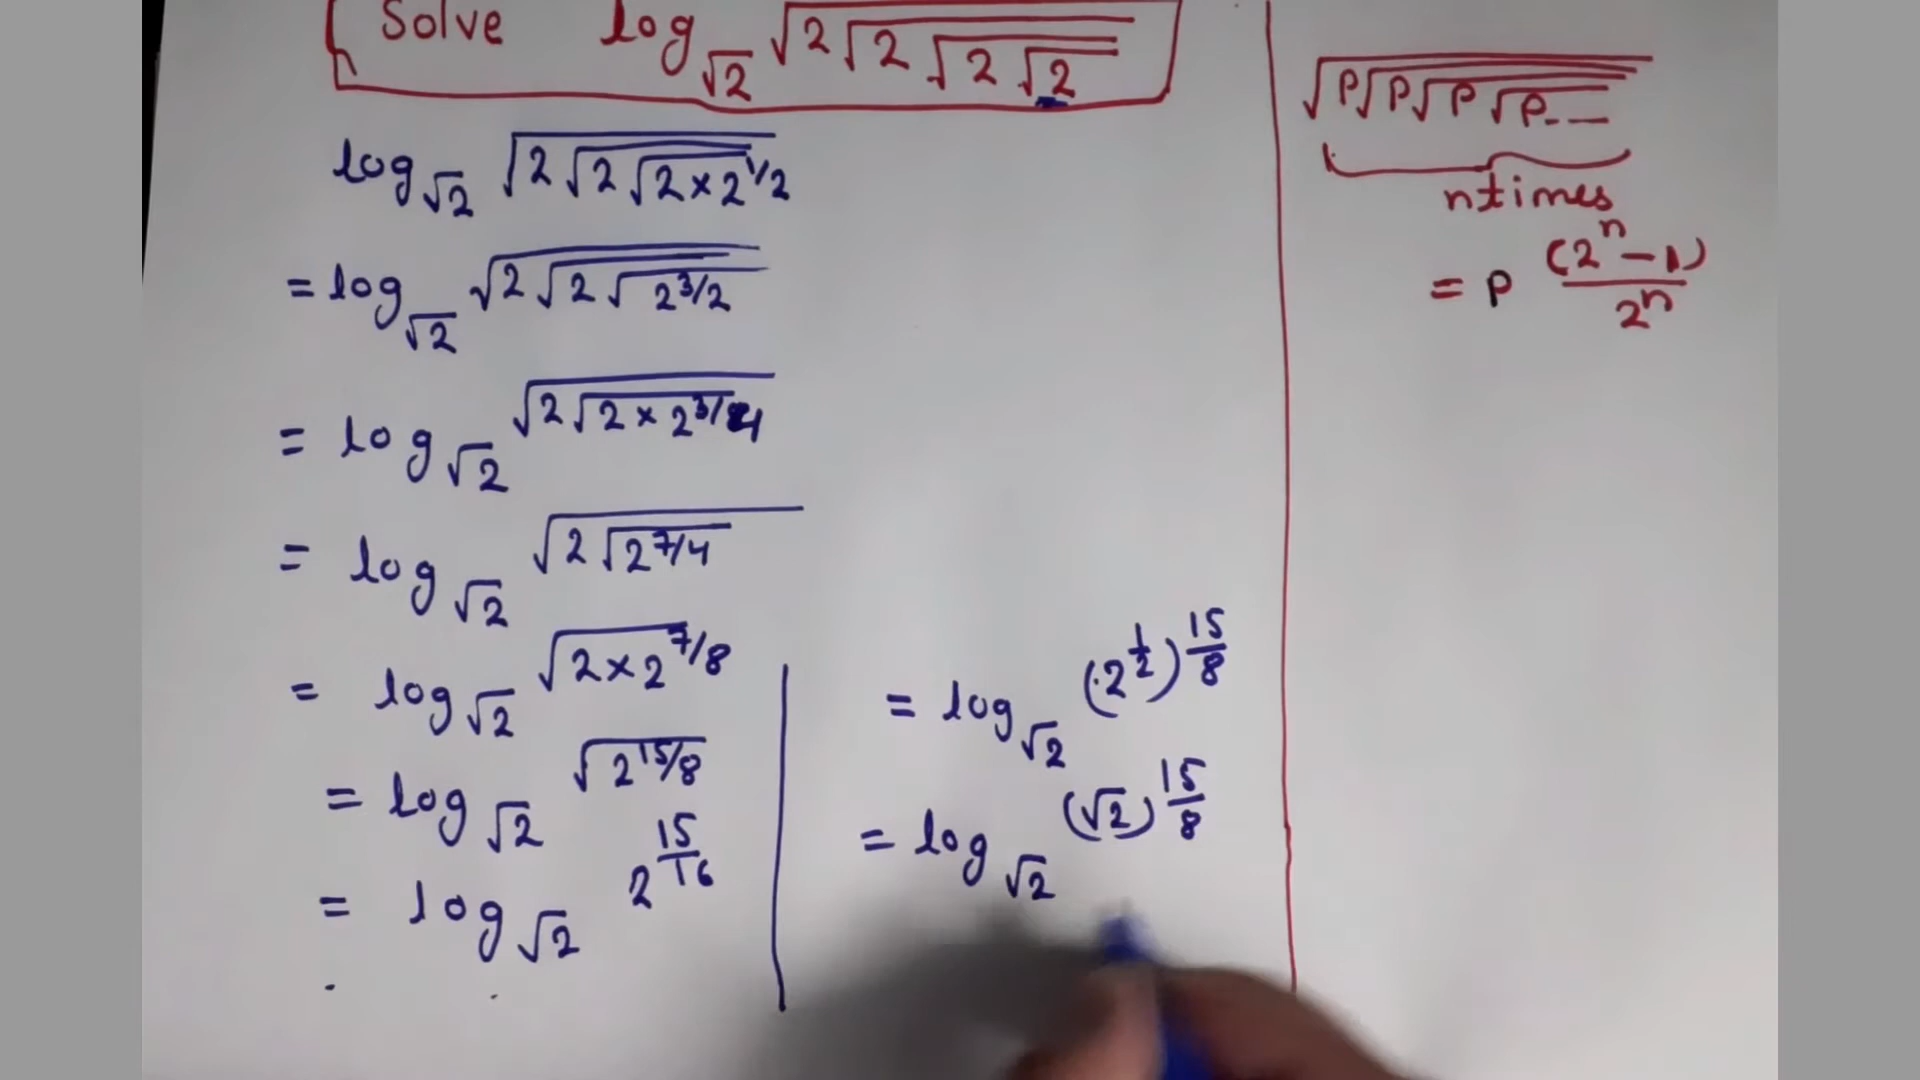 Solve log_√2 √2√2√2√2
log_√2 √2√2√2×2^1/2
= log_√2 √2√2√2^3/2
= log_√2 √2√2×2^3/4
= log_√2 √2√2^7/4
= log_√2 √2×2^7/8
= log_√2 √2^15/8
= log_√2 2^15/16
= log_√2 (2^1/2)^15/8
= log_√2 (√2)^15/8
√P√P√P√P---
n times
= P (2^n-1)/2^n